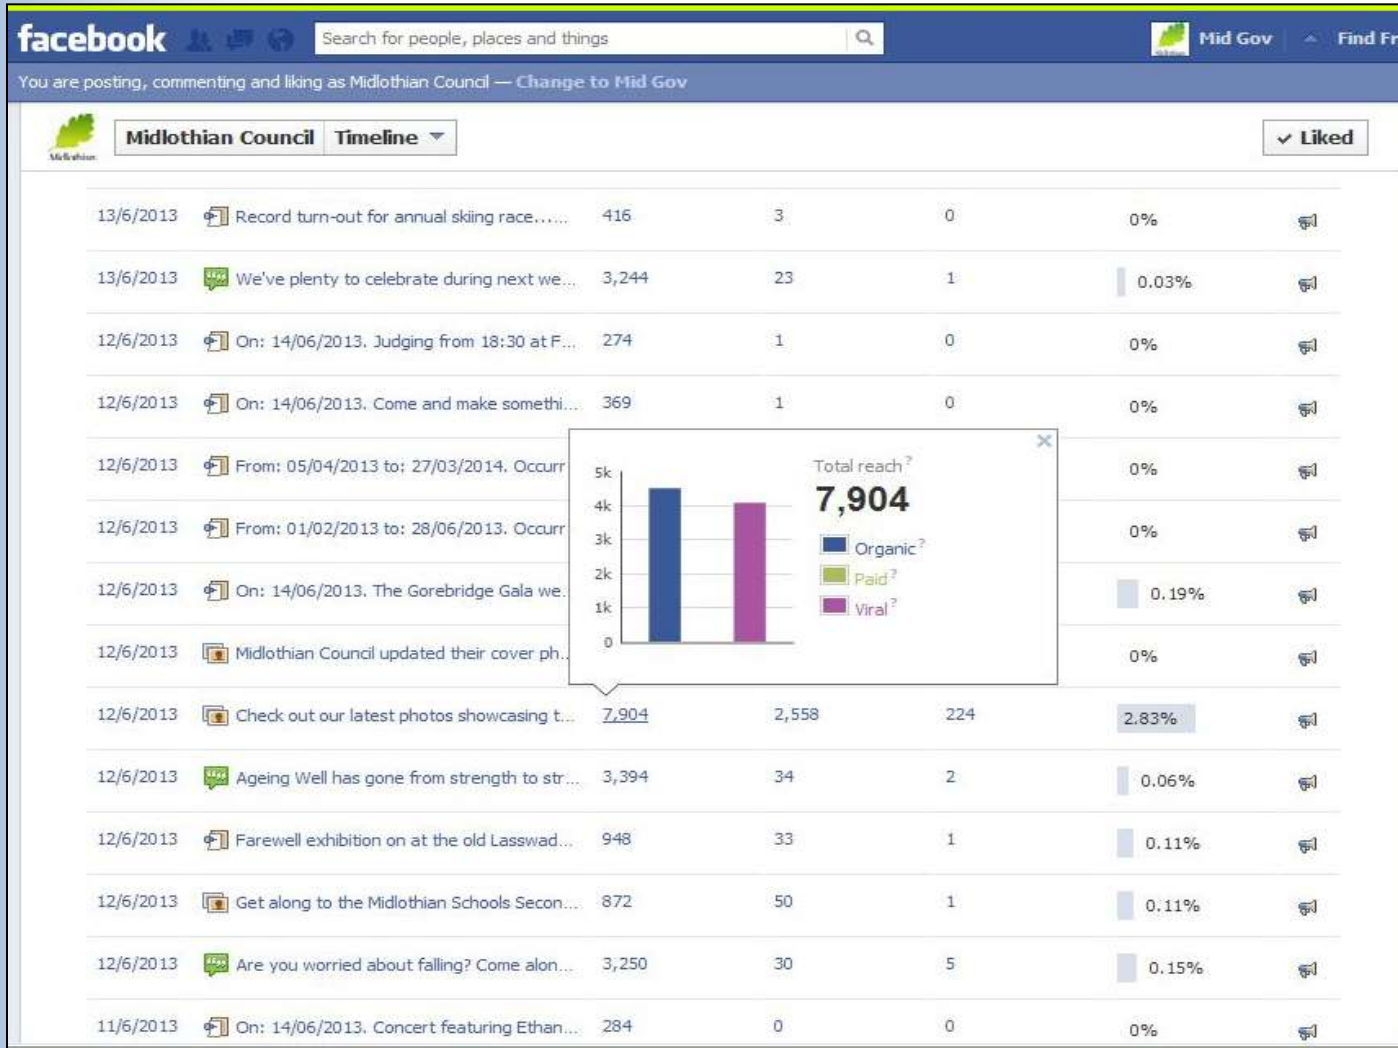 facebook Search for people, places and things Mid Gov Find Fr
You are posting, commenting and liking as Midlothian Council — Change to Mid Gov
Midlothian Midlothian Council Timeline Liked
13/6/2013 Record turn-out for annual skiing race...... 416 3 0 0%
13/6/2013 We've plenty to celebrate during next we... 3,244 23 1 0.03%
12/6/2013 On: 14/06/2013. Judging from 18:30 at F... 274 1 0 0%
12/6/2013 On: 14/06/2013. Come and make somethi... 369 1 0 0%
12/6/2013 From: 05/04/2013 to: 27/03/2014. Occurr 0%
12/6/2013 From: 01/02/2013 to: 28/06/2013. Occurr 0%
12/6/2013 On: 14/06/2013. The Gorebridge Gala we. 0.19%
12/6/2013 Midlothian Council updated their cover ph.. 0%
5k
4k
3k
2k
1k
0
Total reach ?
7,904
Organic ?
Paid ?
Viral ?
12/6/2013 Check out our latest photos showcasing t... 7,904 2,558 224 2.83%
12/6/2013 Ageing Well has gone from strength to str... 3,394 34 2 0.06%
12/6/2013 Farewell exhibition on at the old Lasswad... 948 33 1 0.11%
12/6/2013 Get along to the Midlothian Schools Secon... 872 50 1 0.11%
12/6/2013 Are you worried about falling? Come alon... 3,250 30 5 0.15%
11/6/2013 On: 14/06/2013. Concert featuring Ethan... 284 0 0 0%